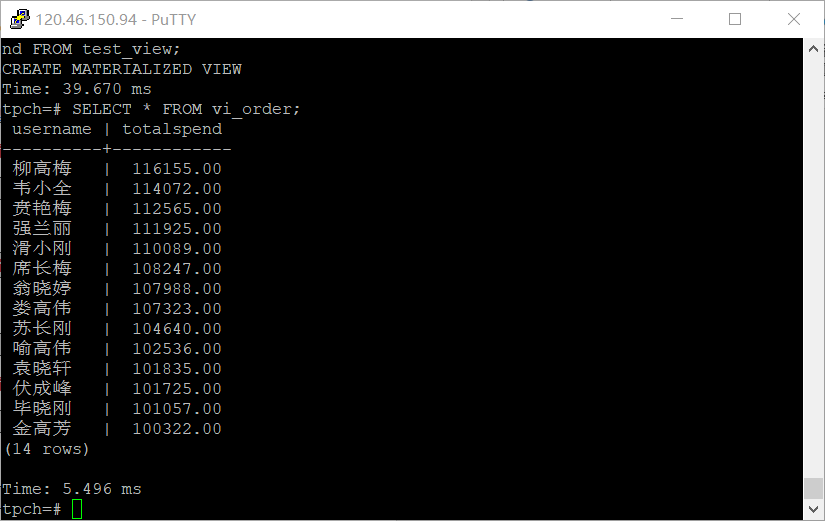 120.46.150.94 - PuTTY
nd FROM test_view;
CREATE MATERIALIZED VIEW
Time: 39.670 ms
tpch=# SELECT * FROM vi_order;
 username | totalspend
----------+------------
 柳高梅   |  116155.00
 韦小全   |  114072.00
 贲艳梅   |  112565.00
 强兰丽   |  111925.00
 滑小刚   |  110089.00
 席长梅   |  108247.00
 翁晓婷   |  107988.00
 娄高伟   |  107323.00
 苏长刚   |  104640.00
 喻高伟   |  102536.00
 袁晓轩   |  101835.00
 伏成峰   |  101725.00
 毕晓刚   |  101057.00
 金高芳   |  100322.00
(14 rows)

Time: 5.496 ms
tpch=#